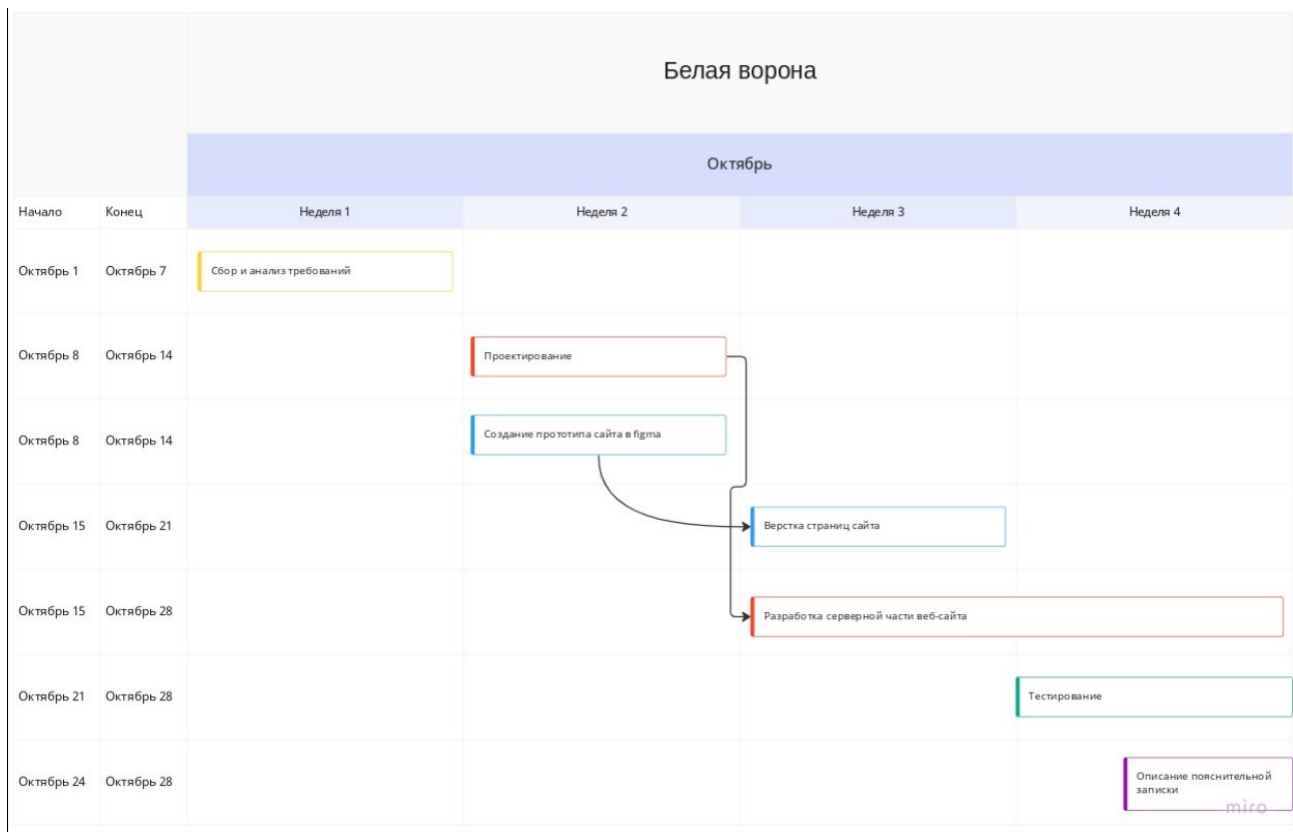 Белая ворона
Октябрь
Начало Конец Неделя 1 Неделя 2 Неделя 3 Неделя 4
Октябрь 1 Октябрь 7 Сбор и анализ требований
Октябрь 8 Октябрь 14 Проектирование
Октябрь 8 Октябрь 14 Создание прототипа сайта в figma
Октябрь 15 Октябрь 21 Верстка страниц сайта
Октябрь 15 Октябрь 28 Разработка серверной части веб-сайта
Октябрь 21 Октябрь 28 Тестирование
Октябрь 24 Октябрь 28 Описание пояснительной
записки
miro